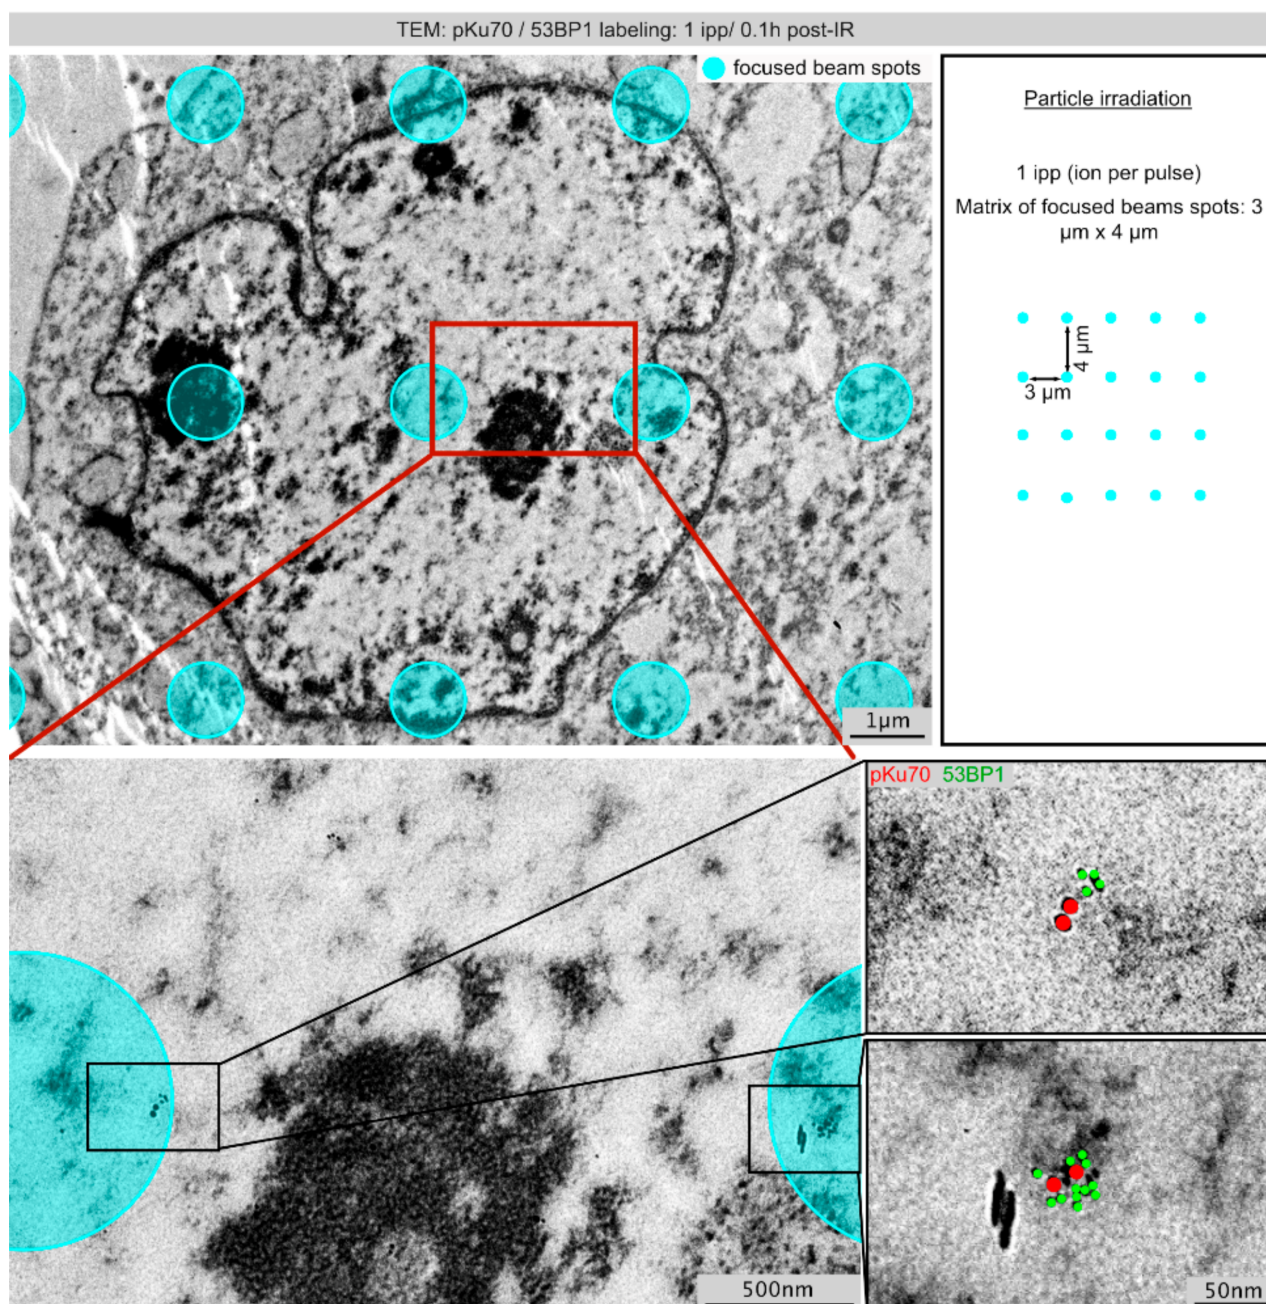 TEM: pKu70 / 53BP1 labeling: 1 ipp/ 0.1h post-IR
focused beam spots
Particle irradiation
1 ipp (ion per pulse)
Matrix of focused beams spots: 3
µm x 4 µm
4 µm
3 µm
1µm
pKu70 53BP1
500nm
50nm